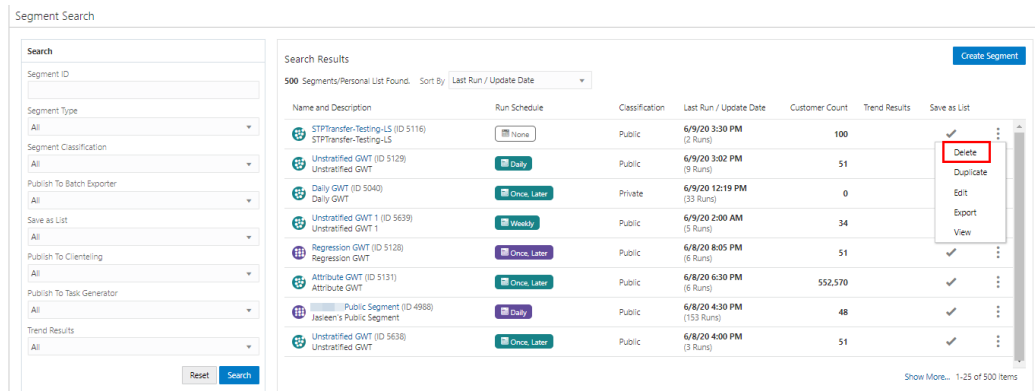 Segment Search
Search
Segment ID
Segment Type
All
Segment Classification
All
Publish To Batch Exporter
All
Save as List
All
Publish To Clienteling
All
Publish To Task Generator
All
Trend Results
All
Reset Search
Search Results
Create Segment
500 Segments/Personal List Found. Sort By Last Run / Update Date
Name and Description Run Schedule Classification Last Run / Update Date Customer Count Trend Results Save as List
STPTransfer-Testing-LS (ID 5116) None Public 6/9/20 3:30 PM 100
STPTransfer-Testing-LS (2 Runs)
Unstratified GWT (ID 5129) Daily Public 6/9/20 3:02 PM 51
Unstratified GWT (9 Runs)
Daily GWT (ID 5040) Once, Later Private 6/9/20 12:19 PM 0
Daily GWT (33 Runs)
Unstratified GWT 1 (ID 5639) Weekly Public 6/9/20 2:00 AM 34
Unstratified GWT 1 (5 Runs)
Regression GWT (ID 5128) Once, Later Public 6/8/20 8:05 PM 51
Regression GWT (6 Runs)
Attribute GWT (ID 5131) Once, Later Public 6/8/20 6:30 PM 552,570
Attribute GWT (6 Runs)
Public Segment (ID 4988) Daily Public 6/8/20 4:30 PM 48
Jasleen's Public Segment (153 Runs)
Unstratified GWT (ID 5638) Once, Later Public 6/8/20 4:00 PM 51
Unstratified GWT (3 Runs)
Delete
Duplicate
Edit
Export
View
Show More... 1-25 of 500 items